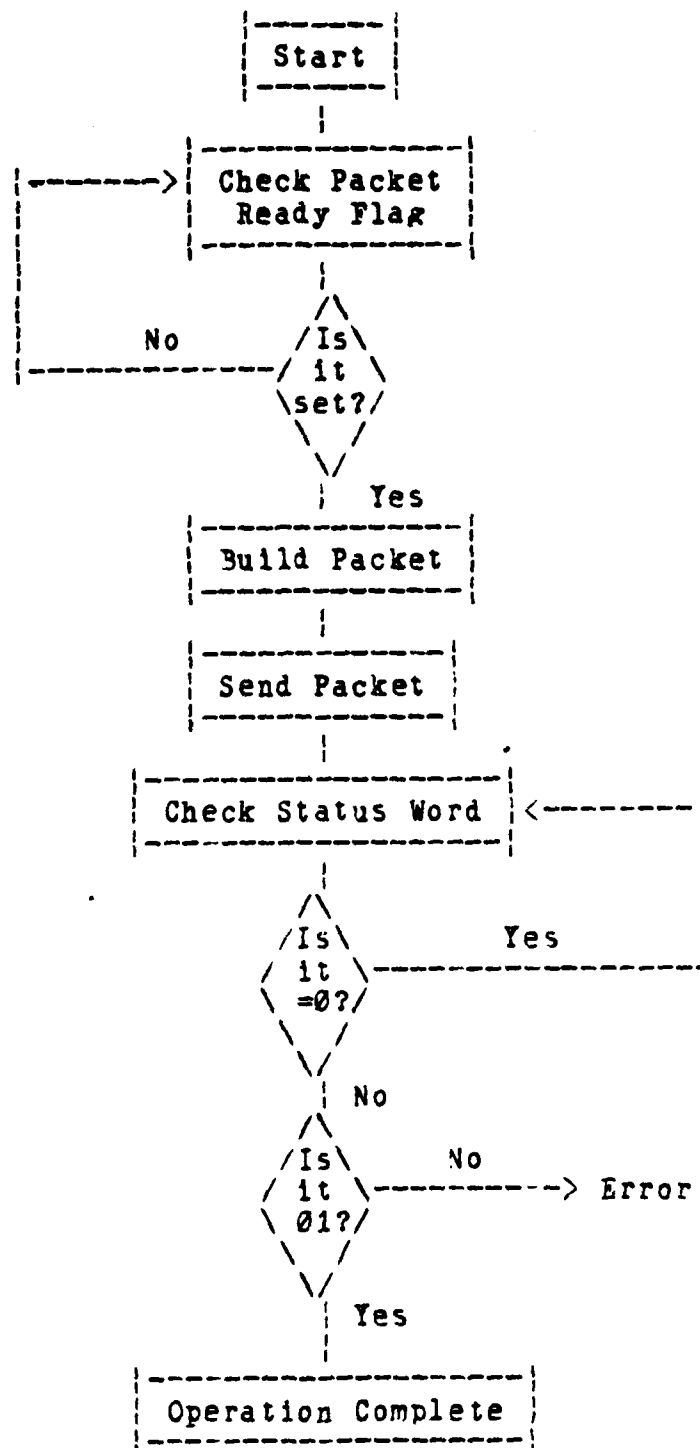 Start
Check Packet
Ready Flag
No
Is
it
set?
Yes
Build Packet
Send Packet
Check Status Word
Is
it
=0?
Yes
No
Is
it
01?
No
Error
Yes
Operation Complete